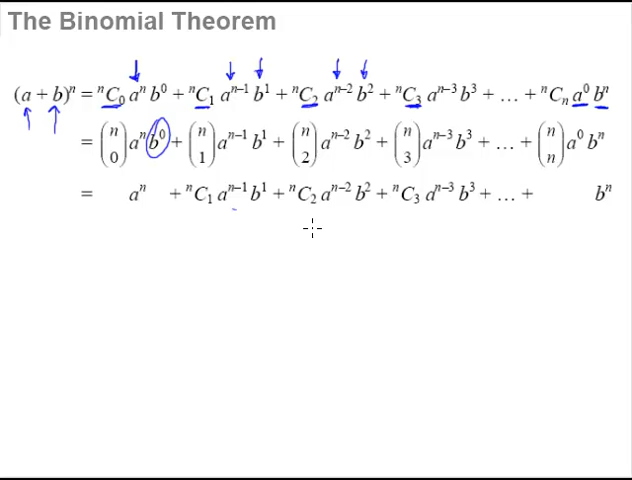 The Binomial Theorem
(a + b)ⁿ = ⁿC₀ aⁿ b⁰ + ⁿC₁ aⁿ⁻¹ b¹ + ⁿC₂ aⁿ⁻² b² + ⁿC₃ aⁿ⁻³ b³ + … + ⁿCₙ a⁰ bⁿ
= (n 0) aⁿ b⁰ + (n 1) aⁿ⁻¹ b¹ + (n 2) aⁿ⁻² b² + (n 3) aⁿ⁻³ b³ + … + (n n) a⁰ bⁿ
= aⁿ + ⁿC₁ aⁿ⁻¹ b¹ + ⁿC₂ aⁿ⁻² b² + ⁿC₃ aⁿ⁻³ b³ + … + bⁿ